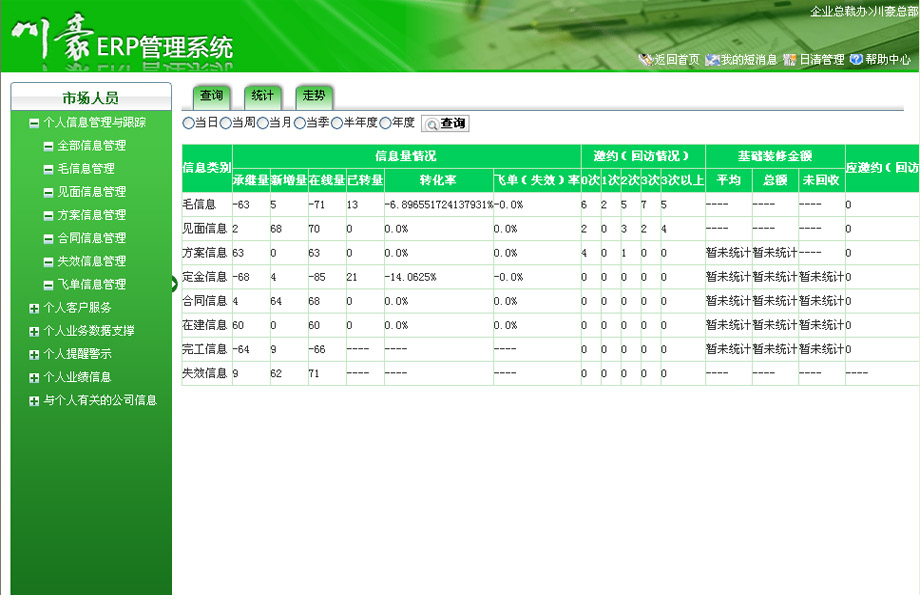 企业总裁办>川豪总部
川豪ERP管理系统
返回首页 我的短消息 日清管理 帮助中心
市场人员
个人信息管理与跟踪
全部信息管理
毛信息管理
见面信息管理
方案信息管理
合同信息管理
失效信息管理
飞单信息管理
个人客户服务
个人业务数据支撑
个人提醒警示
个人业绩信息
与个人有关的公司信息
查询 统计 走势
当日 当周 当月 当季 半年度 年度 查询
信息类别 信息量情况 邀约(回访情况) 基础装修金额 应邀约(回访
承继量 新增量 在线量 已转量 转化率 飞单(失效)率 0次 1次 2次 3次 3次以上 平均 总额 未回收
毛信息 -63 5 -71 13 -6.896551724137931% -0.0% 6 2 5 7 5 ---- ---- ---- 0
见面信息 2 68 70 0 0.0% 0.0% 2 0 3 2 4 ---- ---- ---- 0
方案信息 63 0 63 0 0.0% 0.0% 4 0 1 0 0 暂未统计 暂未统计 ---- 0
定金信息 -68 4 -85 21 -14.0625% -0.0% 0 0 0 0 0 暂未统计 暂未统计 暂未统计 0
合同信息 4 64 68 0 0.0% 0.0% 0 0 0 0 0 暂未统计 暂未统计 暂未统计 0
在建信息 60 0 60 0 0.0% 0.0% 0 0 0 0 0 暂未统计 暂未统计 暂未统计 0
完工信息 -64 9 -66 ---- ---- ---- 0 0 0 0 0 暂未统计 暂未统计 暂未统计 0
失效信息 9 62 71 ---- ---- ---- 0 0 0 0 0 ---- ---- ---- ----